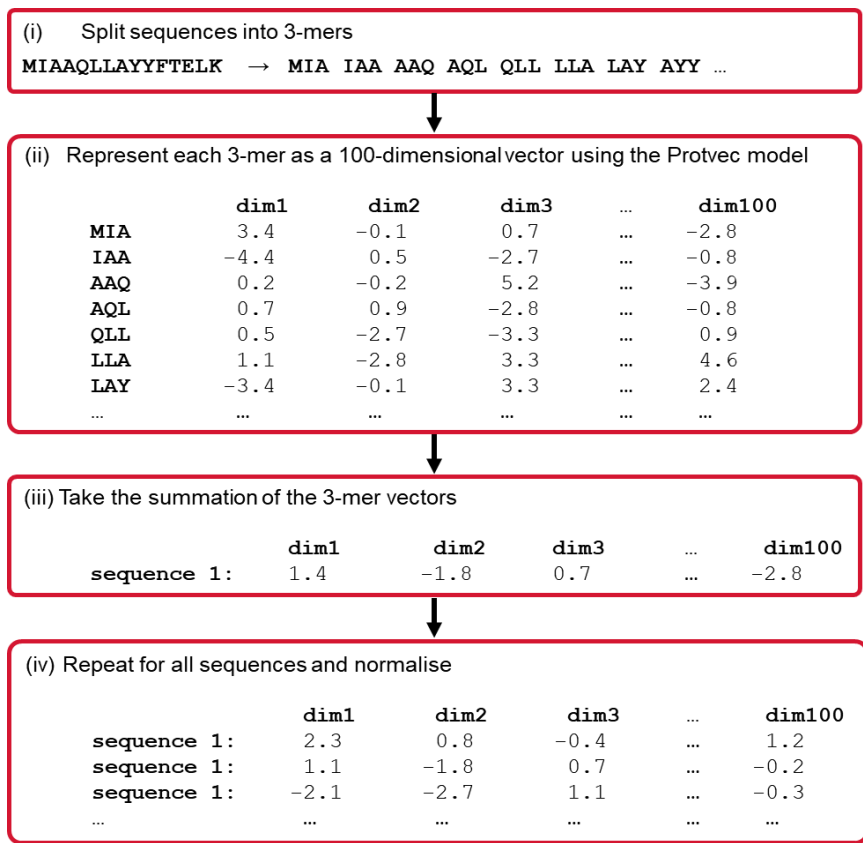 (i) Split sequences into 3-mers
MIAAQLLAYYFTELK → MIA IAA AAQ AQL QLL LLA LAY AYY …
(ii) Represent each 3-mer as a 100-dimensional vector using the Protvec model
dim1 dim2 dim3 … dim100
MIA 3.4 −0.1 0.7 … −2.8
IAA −4.4 0.5 −2.7 … −0.8
AAQ 0.2 −0.2 5.2 … −3.9
AQL 0.7 0.9 −2.8 … −0.8
QLL 0.5 −2.7 −3.3 … 0.9
LLA 1.1 −2.8 3.3 … 4.6
LAY −3.4 −0.1 3.3 … 2.4
… … … … … …
(iii) Take the summation of the 3-mer vectors
dim1 dim2 dim3 … dim100
sequence 1: 1.4 −1.8 0.7 … −2.8
(iv) Repeat for all sequences and normalise
dim1 dim2 dim3 … dim100
sequence 1: 2.3 0.8 −0.4 … 1.2
sequence 1: 1.1 −1.8 0.7 … −0.2
sequence 1: −2.1 −2.7 1.1 … −0.3
… … … … … …